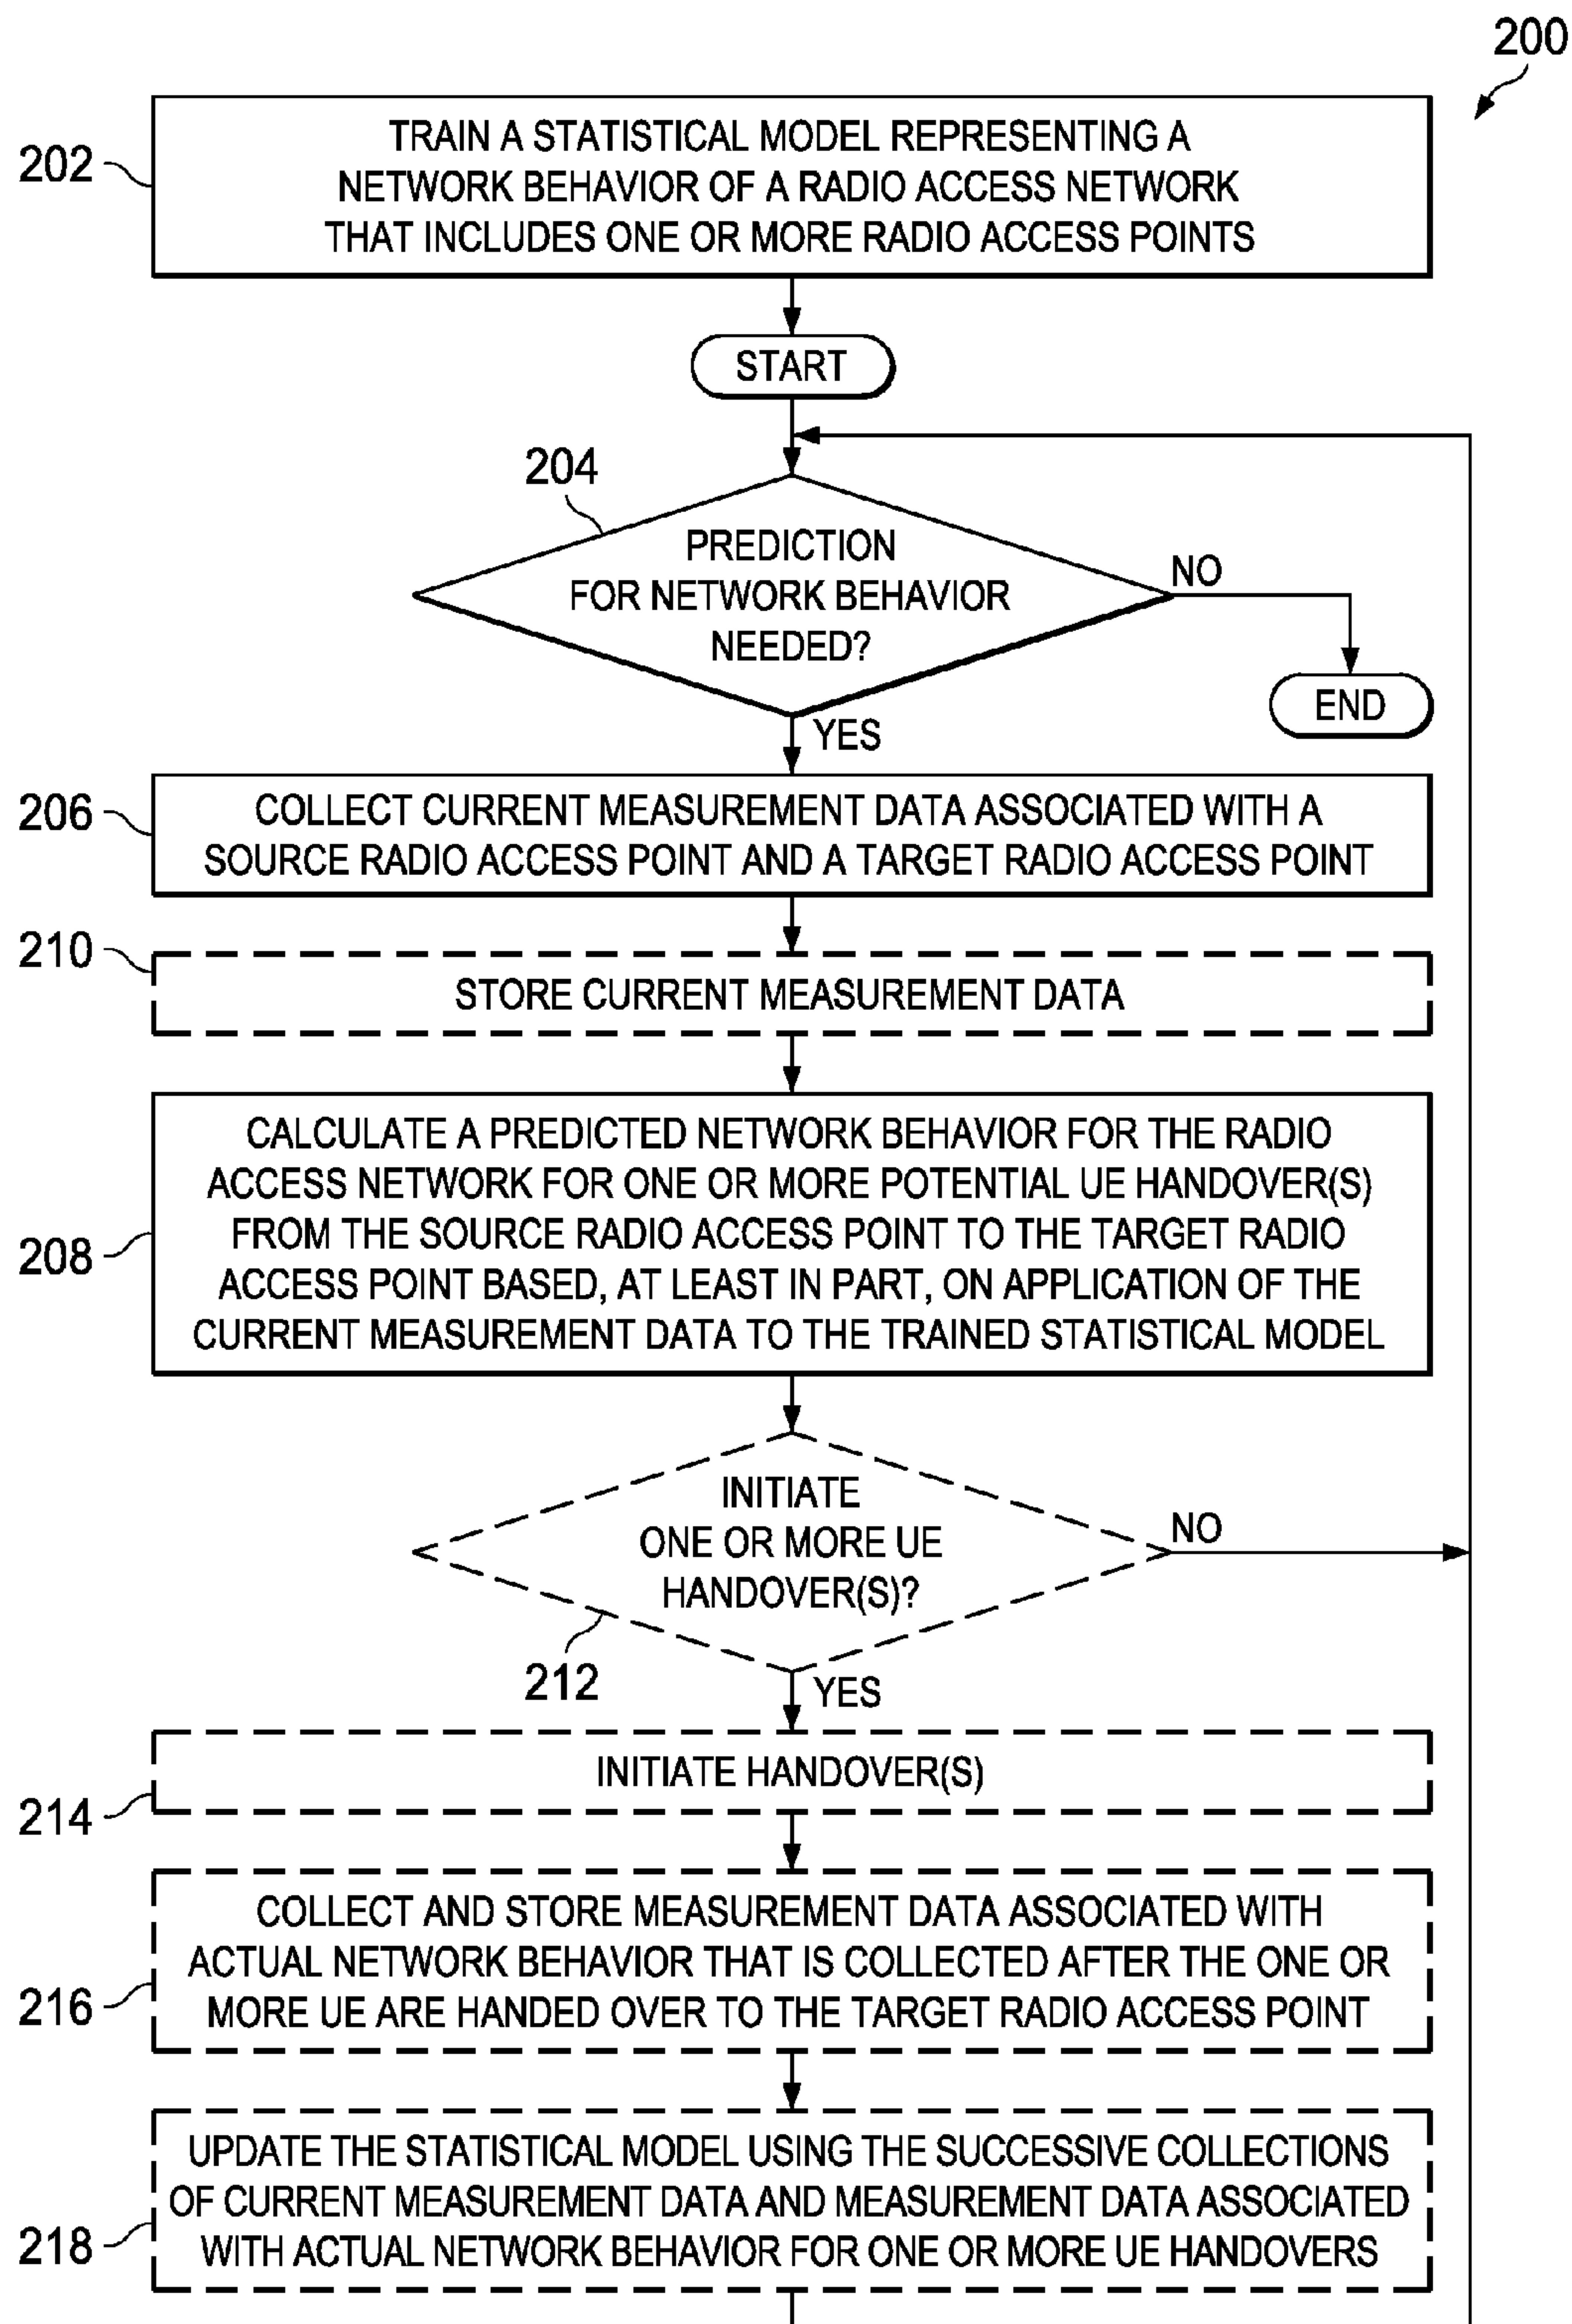 200
202
TRAIN A STATISTICAL MODEL REPRESENTING A
NETWORK BEHAVIOR OF A RADIO ACCESS NETWORK
THAT INCLUDES ONE OR MORE RADIO ACCESS POINTS
START
204
PREDICTION
FOR NETWORK BEHAVIOR
NEEDED?
NO
END
YES
206
COLLECT CURRENT MEASUREMENT DATA ASSOCIATED WITH A
SOURCE RADIO ACCESS POINT AND A TARGET RADIO ACCESS POINT
210
STORE CURRENT MEASUREMENT DATA
208
CALCULATE A PREDICTED NETWORK BEHAVIOR FOR THE RADIO
ACCESS NETWORK FOR ONE OR MORE POTENTIAL UE HANDOVER(S)
FROM THE SOURCE RADIO ACCESS POINT TO THE TARGET RADIO
ACCESS POINT BASED, AT LEAST IN PART, ON APPLICATION OF THE
CURRENT MEASUREMENT DATA TO THE TRAINED STATISTICAL MODEL
INITIATE
ONE OR MORE UE
HANDOVER(S)?
NO
212
YES
INITIATE HANDOVER(S)
214
COLLECT AND STORE MEASUREMENT DATA ASSOCIATED WITH
ACTUAL NETWORK BEHAVIOR THAT IS COLLECTED AFTER THE ONE OR
MORE UE ARE HANDED OVER TO THE TARGET RADIO ACCESS POINT
216
UPDATE THE STATISTICAL MODEL USING THE SUCCESSIVE COLLECTIONS
OF CURRENT MEASUREMENT DATA AND MEASUREMENT DATA ASSOCIATED
WITH ACTUAL NETWORK BEHAVIOR FOR ONE OR MORE UE HANDOVERS
218